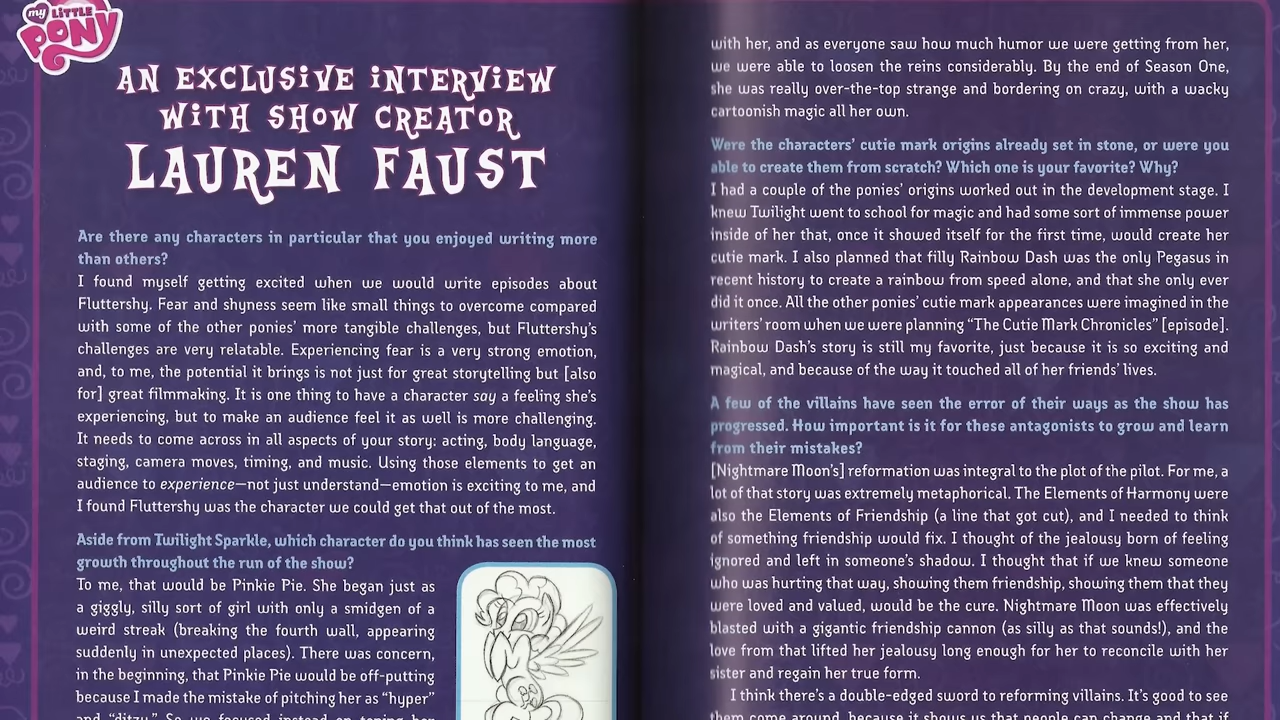 my LITTLE
PONY
AN EXCLUSIVE INTERVIEW
WITH SHOW CREATOR
LAUREN FAUST
Are there any characters in particular that you enjoyed writing more
than others?
I found myself getting excited when we would write episodes about
Fluttershy. Fear and shyness seem like small things to overcome compared
with some of the other ponies' more tangible challenges, but Fluttershy's
challenges are very relatable. Experiencing fear is a very strong emotion,
and, to me, the potential it brings is not just for great storytelling but [also
for] great filmmaking. It is one thing to have a character say a feeling she's
experiencing, but to make an audience feel it as well is more challenging.
It needs to come across in all aspects of your story: acting, body language,
staging, camera moves, timing, and music. Using those elements to get an
audience to experience—not just understand—emotion is exciting to me, and
I found Fluttershy was the character we could get that out of the most.
Aside from Twilight Sparkle, which character do you think has seen the most
growth throughout the run of the show?
To me, that would be Pinkie Pie. She began just as
a giggly, silly sort of girl with only a smidgen of a
weird streak (breaking the fourth wall, appearing
suddenly in unexpected places). There was concern,
in the beginning, that Pinkie Pie would be off-putting
because I made the mistake of pitching her as "hyper"
and "ditzy." So we focused instead on toning her
with her, and as everyone saw how much humor we were getting from her,
we were able to loosen the reins considerably. By the end of Season One,
she was really over-the-top strange and bordering on crazy, with a wacky
cartoonish magic all her own.
Were the characters' cutie mark origins already set in stone, or were you
able to create them from scratch? Which one is your favorite? Why?
I had a couple of the ponies' origins worked out in the development stage. I
knew Twilight went to school for magic and had some sort of immense power
inside of her that, once it showed itself for the first time, would create her
cutie mark. I also planned that filly Rainbow Dash was the only Pegasus in
recent history to create a rainbow from speed alone, and that she only ever
did it once. All the other ponies' cutie mark appearances were imagined in the
writers' room when we were planning "The Cutie Mark Chronicles" [episode].
Rainbow Dash's story is still my favorite, just because it is so exciting and
magical, and because of the way it touched all of her friends' lives.
A few of the villains have seen the error of their ways as the show has
progressed. How important is it for these antagonists to grow and learn
from their mistakes?
[Nightmare Moon's] reformation was integral to the plot of the pilot. For me, a
lot of that story was extremely metaphorical. The Elements of Harmony were
also the Elements of Friendship (a line that got cut), and I needed to think
of something friendship would fix. I thought of the jealousy born of feeling
ignored and left in someone's shadow. I thought that if we knew someone
who was hurting that way, showing them friendship, showing them that they
were loved and valued, would be the cure. Nightmare Moon was effectively
blasted with a gigantic friendship cannon (as silly as that sounds!), and the
love from that lifted her jealousy long enough for her to reconcile with her
sister and regain her true form.
I think there's a double-edged sword to reforming villains. It's good to see
them come around, because it shows us that people can change and that if